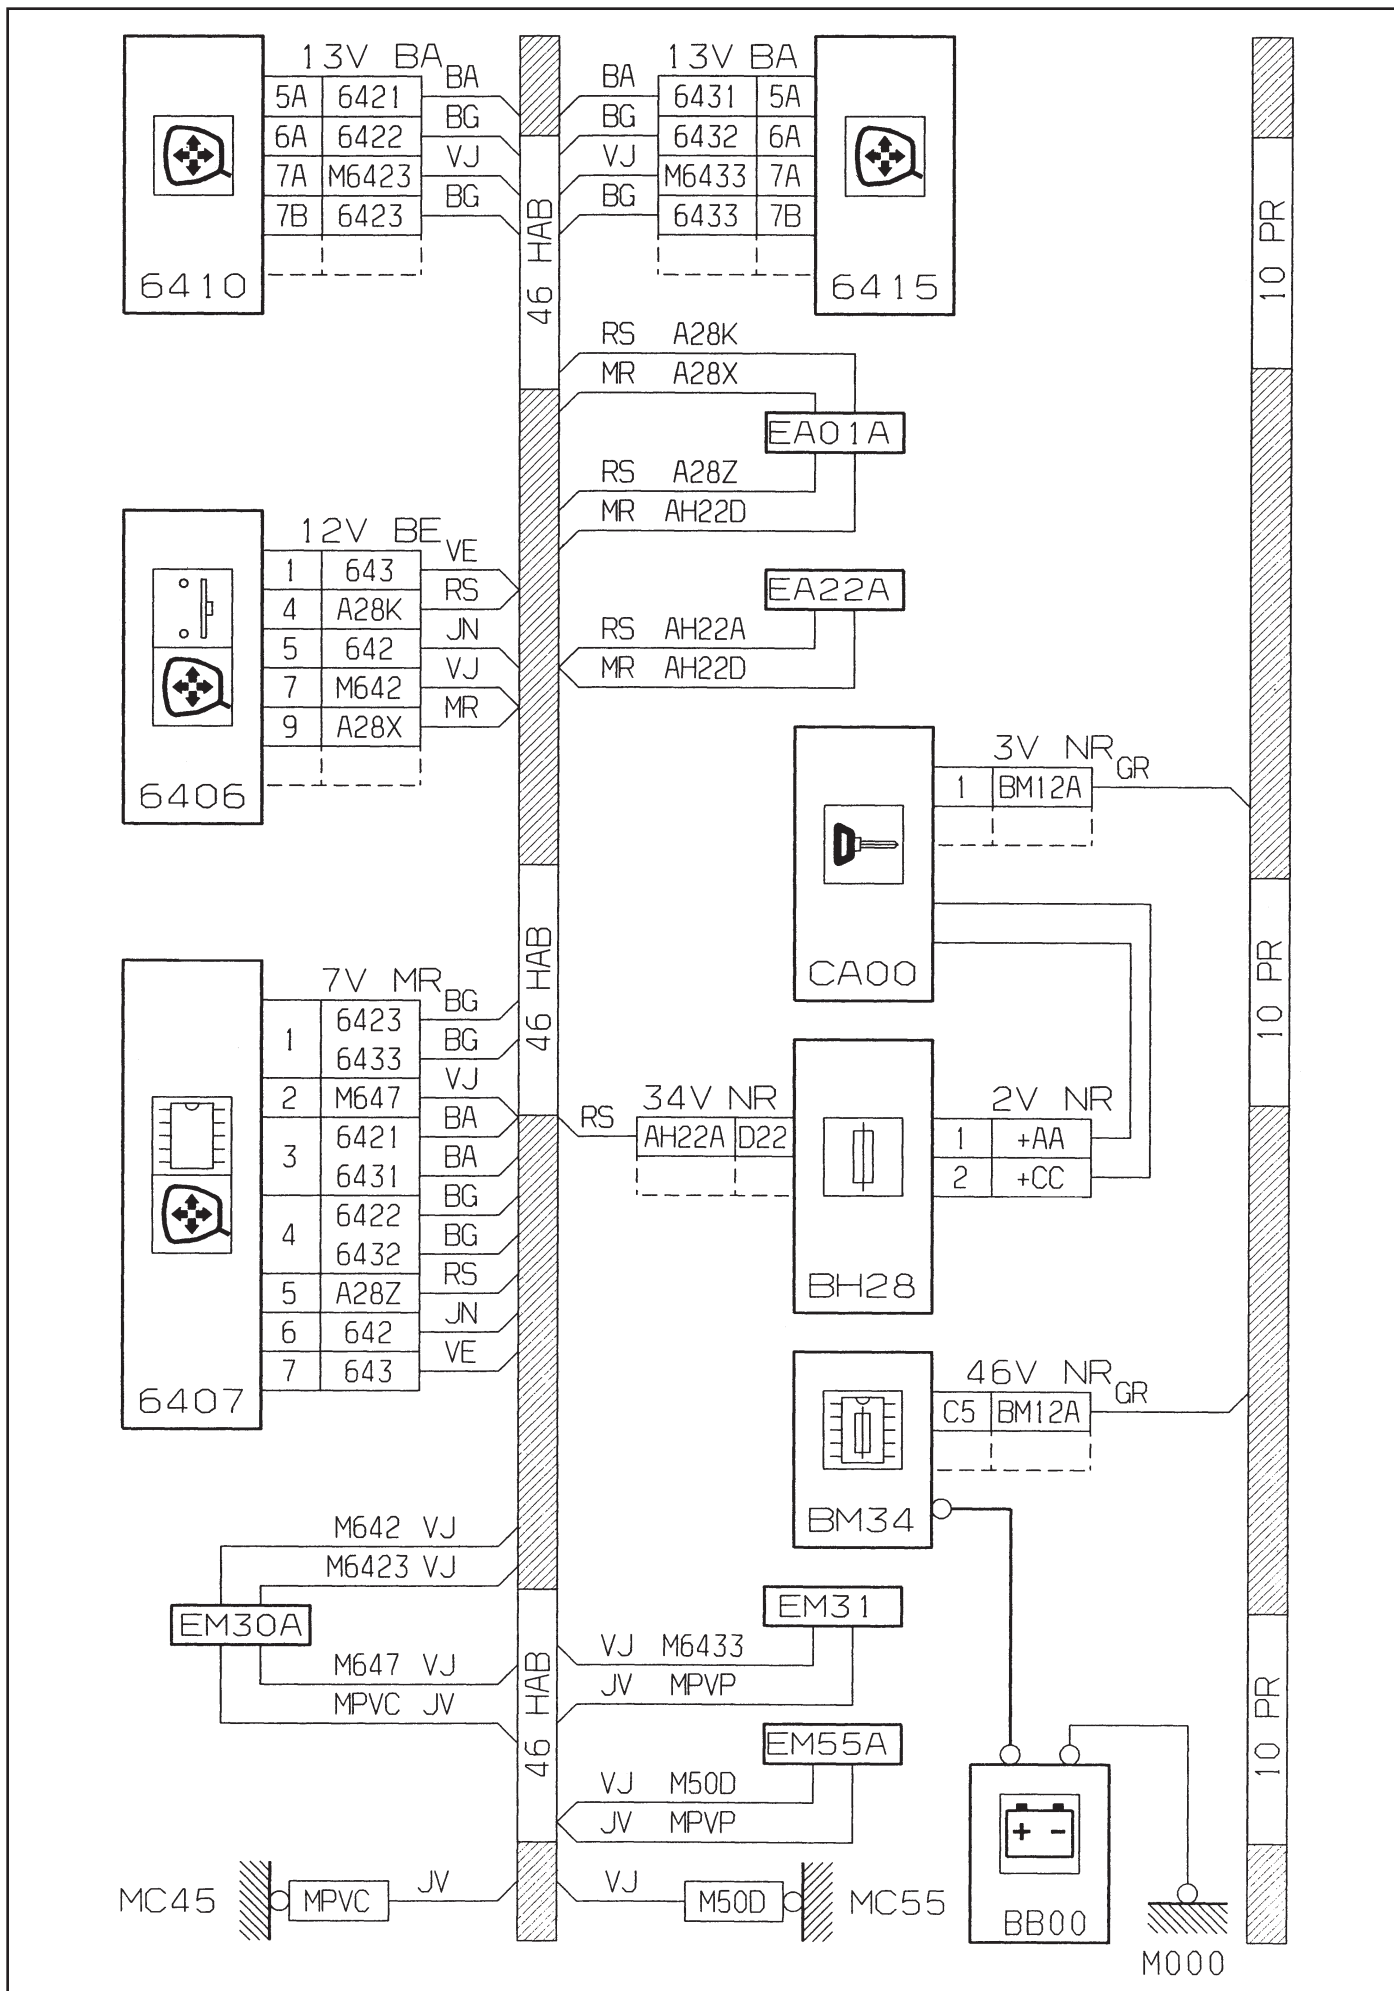 13V BA
5A 6421 BA
6A 6422 BG
7A M6423 VJ
7B 6423 BG
6410
46 HAB
13V BA
BA 6431 5A
BG 6432 6A
VJ M6433 7A
BG 6433 7B
6415
10 PR
RS A28K
MR A28X
EA01A
RS A28Z
MR AH22D
12V BE
1 643 VE
4 A28K RS
5 642 JN
7 M642 VJ
9 A28X MR
6406
EA22A
RS AH22A
MR AH22D
3V NR
1 BM12A GR
CA00
46 HAB
10 PR
7V MR
1 6423 BG
6433 BG
2 M647 VJ
3 6421 BA
6431 BA
4 6422 BG
6432 BG
5 A28Z RS
6 642 JN
7 643 VE
6407
34V NR
RS AH22A D22
2V NR
1 +AA
2 +CC
BH28
46V NR
C5 BM12A GR
BM34
M642 VJ
M6423 VJ
EM30A
M647 VJ
MPVC JV
46 HAB
EM31
VJ M6433
JV MPVP
EM55A
VJ M50D
JV MPVP
10 PR
+ -
BB00
M000
MC45 MPVC JV
VJ M50D MC55